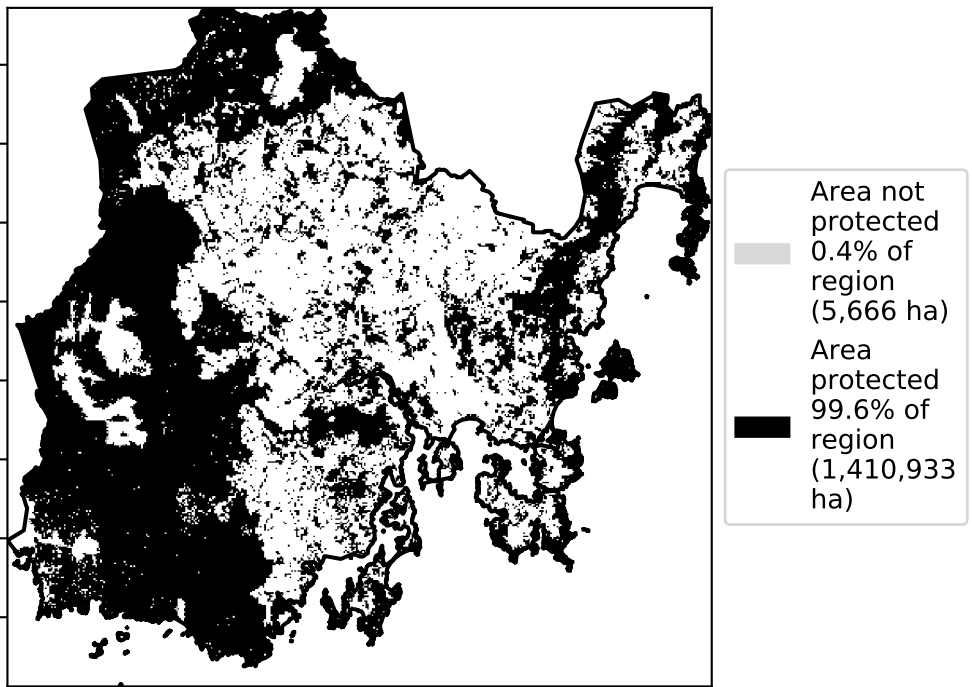 Area not
protected
0.4% of
region
(5,666 ha)
Area
protected
99.6% of
region
(1,410,933
ha)